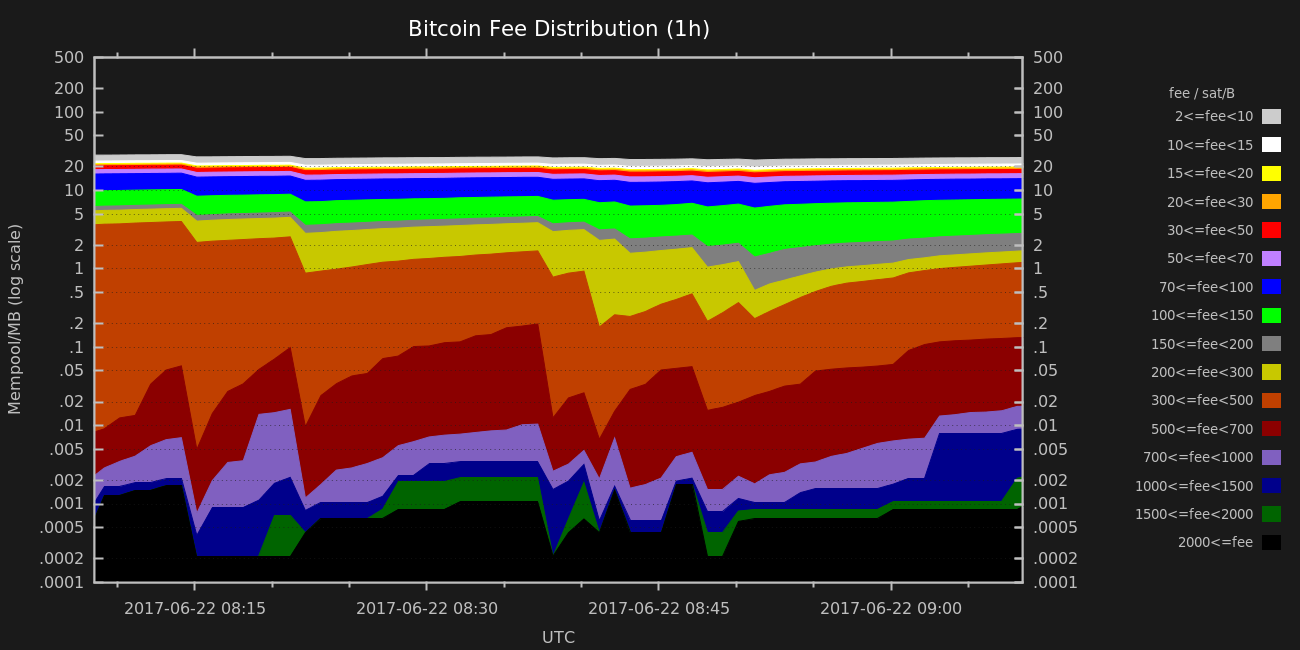 Bitcoin Fee Distribution (1h)
500 500
200 200
100 100
50 50
20 20
10 10
5 5
2 2
1 1
.5 .5
.2 .2
.1 .1
.05 .05
.02 .02
.01 .01
.005 .005
.002 .002
.001 .001
.0005 .0005
.0002 .0002
.0001 .0001
Mempool/MB (log scale)
2017-06-22 08:15 2017-06-22 08:30 2017-06-22 08:45 2017-06-22 09:00
UTC
fee / sat/B
2<=fee<10
10<=fee<15
15<=fee<20
20<=fee<30
30<=fee<50
50<=fee<70
70<=fee<100
100<=fee<150
150<=fee<200
200<=fee<300
300<=fee<500
500<=fee<700
700<=fee<1000
1000<=fee<1500
1500<=fee<2000
2000<=fee